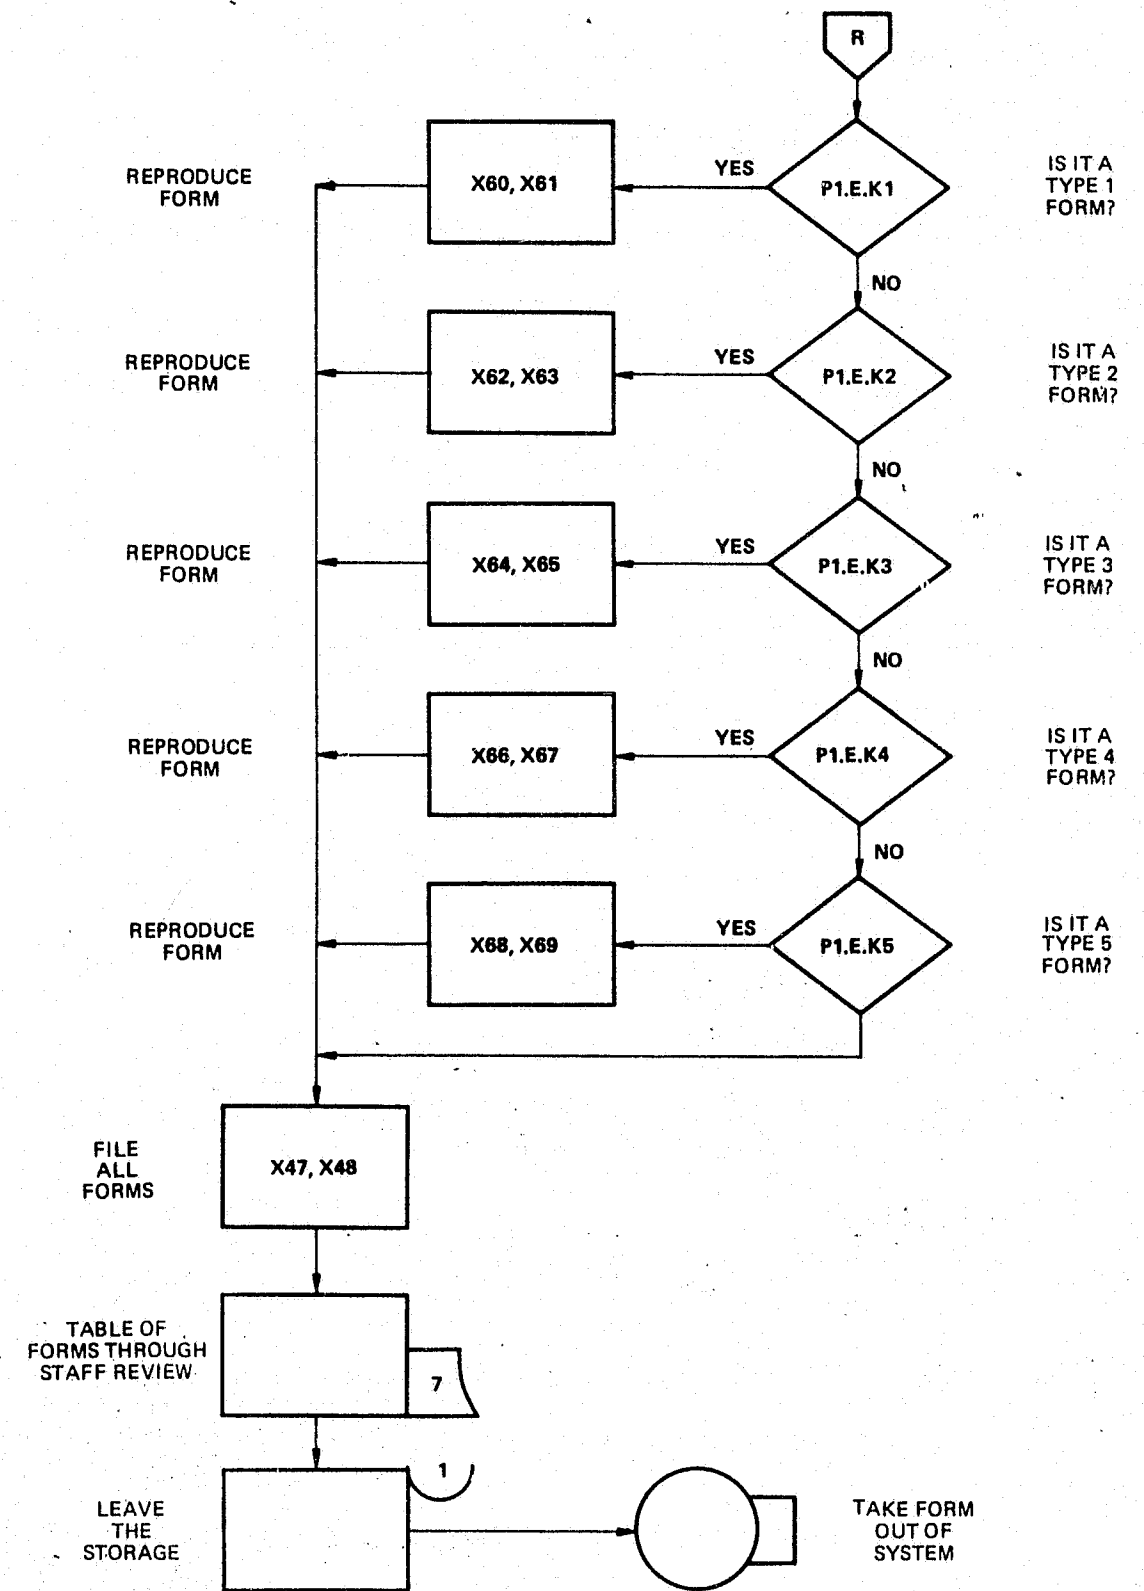 R
REPRODUCE
FORM
X60, X61
YES
P1.E.K1
IS IT A
TYPE 1
FORM?
NO
REPRODUCE
FORM
X62, X63
YES
P1.E.K2
IS IT A
TYPE 2
FORM?
NO
REPRODUCE
FORM
X64, X65
YES
P1.E.K3
IS IT A
TYPE 3
FORM?
NO
REPRODUCE
FORM
X66, X67
YES
P1.E.K4
IS IT A
TYPE 4
FORM?
NO
REPRODUCE
FORM
X68, X69
YES
P1.E.K5
IS IT A
TYPE 5
FORM?
FILE
ALL
FORMS
X47, X48
TABLE OF
FORMS THROUGH
STAFF REVIEW
7
1
LEAVE
THE
STORAGE
TAKE FORM
OUT OF
SYSTEM